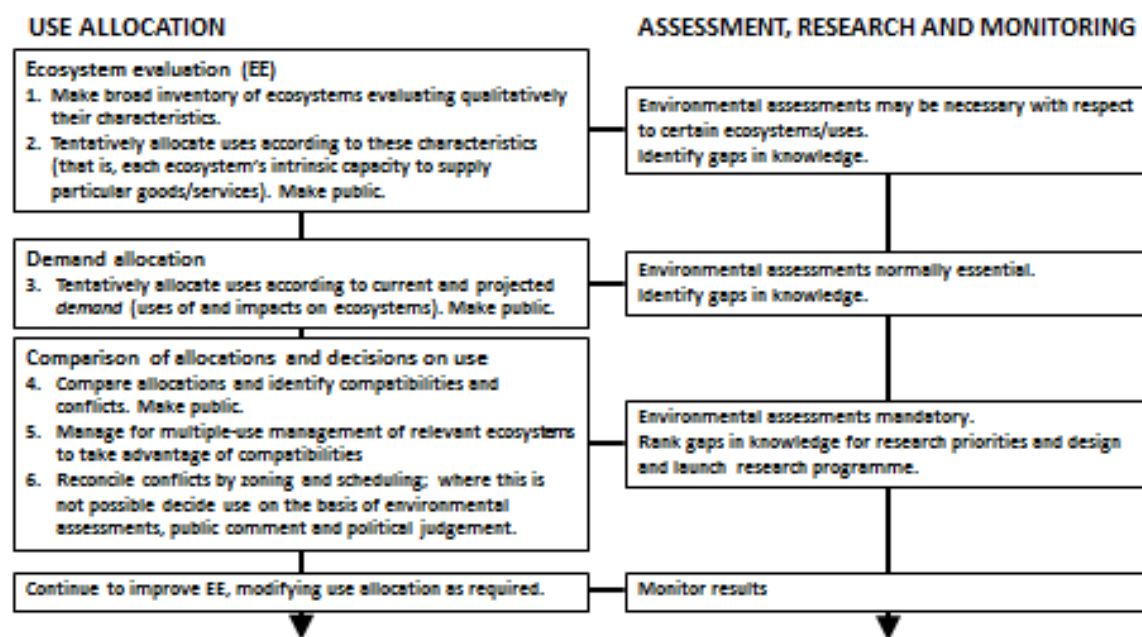 USE ALLOCATION
Ecosystem evaluation (EE)
1. Make broad inventory of ecosystems evaluating qualitatively
their characteristics.
2. Tentatively allocate uses according to these characteristics
(that is, each ecosystem's intrinsic capacity to supply
particular goods/services). Make public.
Demand allocation
3. Tentatively allocate uses according to current and projected
demand (uses of and impacts on ecosystems). Make public.
Comparison of allocations and decisions on use
4. Compare allocations and identify compatibilities and
conflicts. Make public.
5. Manage for multiple-use management of relevant ecosystems
to take advantage of compatibilities
6. Reconcile conflicts by zoning and scheduling; where this is
not possible decide use on the basis of environmental
assessments, public comment and political judgement.
Continue to improve EE, modifying use allocation as required.
ASSESSMENT, RESEARCH AND MONITORING
Environmental assessments may be necessary with respect
to certain ecosystems/uses.
Identify gaps in knowledge.
Environmental assessments normally essential.
Identify gaps in knowledge.
Environmental assessments mandatory.
Rank gaps in knowledge for research priorities and design
and launch research programme.
Monitor results